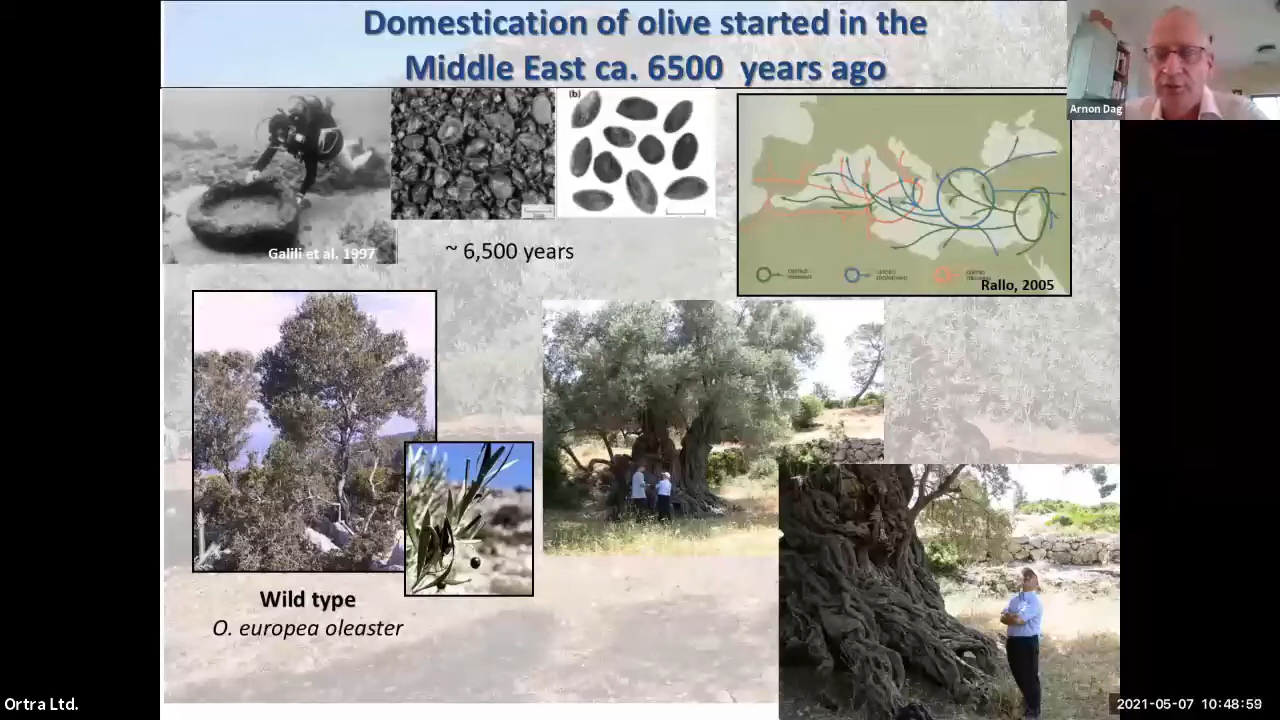 Domestication of olive started in the
Middle East ca. 6500 years ago
Arnon Dag
(b)
Galili et al. 1997
~ 6,500 years
Rallo, 2005
Wild type
O. europea oleaster
Ortra Ltd.
2021-05-07 10:48:59